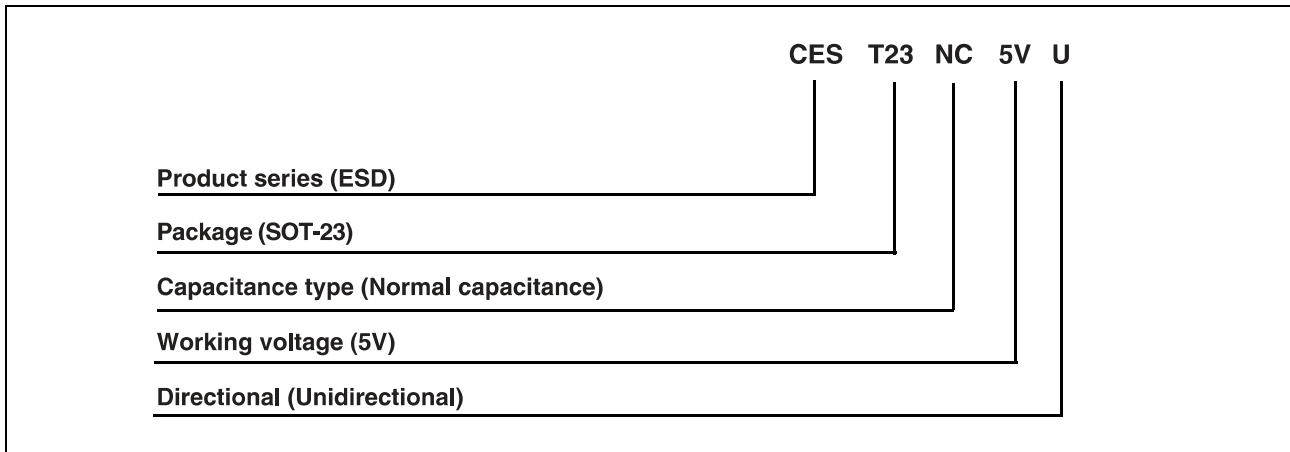 CES T23 NC 5V U
Product series (ESD)
Package (SOT-23)
Capacitance type (Normal capacitance)
Working voltage (5V)
Directional (Unidirectional)